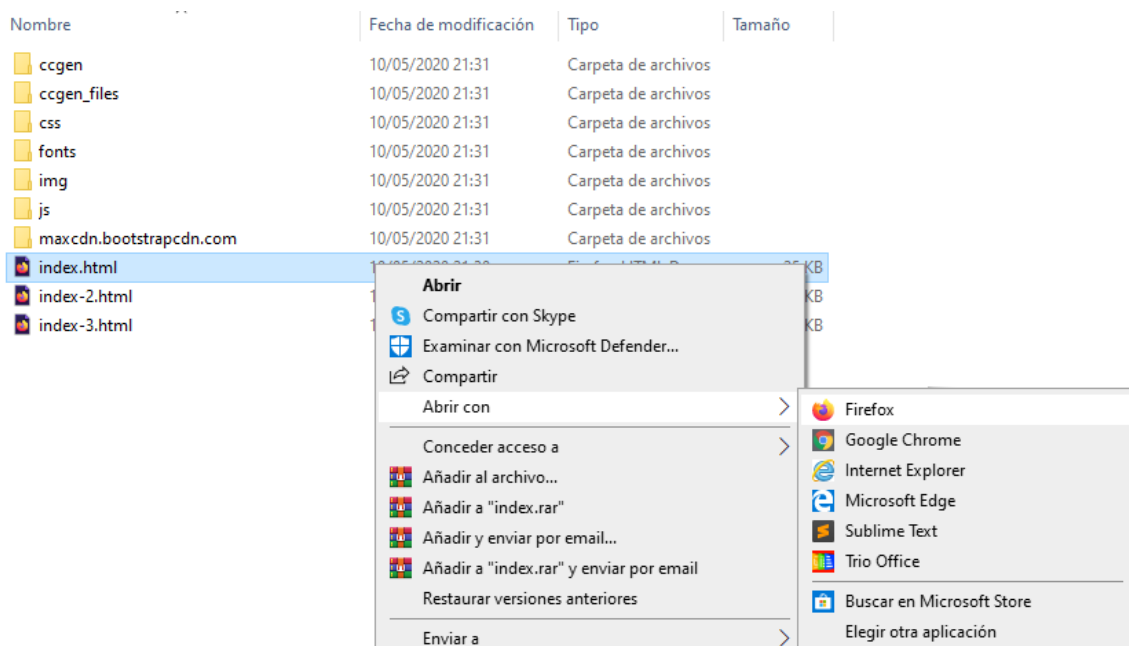 Nombre Fecha de modificación Tipo Tamaño
ccgen 10/05/2020 21:31 Carpeta de archivos
ccgen_files 10/05/2020 21:31 Carpeta de archivos
css 10/05/2020 21:31 Carpeta de archivos
fonts 10/05/2020 21:31 Carpeta de archivos
img 10/05/2020 21:31 Carpeta de archivos
js 10/05/2020 21:31 Carpeta de archivos
maxcdn.bootstrapcdn.com 10/05/2020 21:31 Carpeta de archivos
index.html KB
index-2.html KB
index-3.html KB
Abrir
Compartir con Skype
Examinar con Microsoft Defender...
Compartir
Abrir con
Conceder acceso a
Añadir al archivo...
Añadir a "index.rar"
Añadir y enviar por email...
Añadir a "index.rar" y enviar por email
Restaurar versiones anteriores
Enviar a
Firefox
Google Chrome
Internet Explorer
Microsoft Edge
Sublime Text
Trio Office
Buscar en Microsoft Store
Elegir otra aplicación